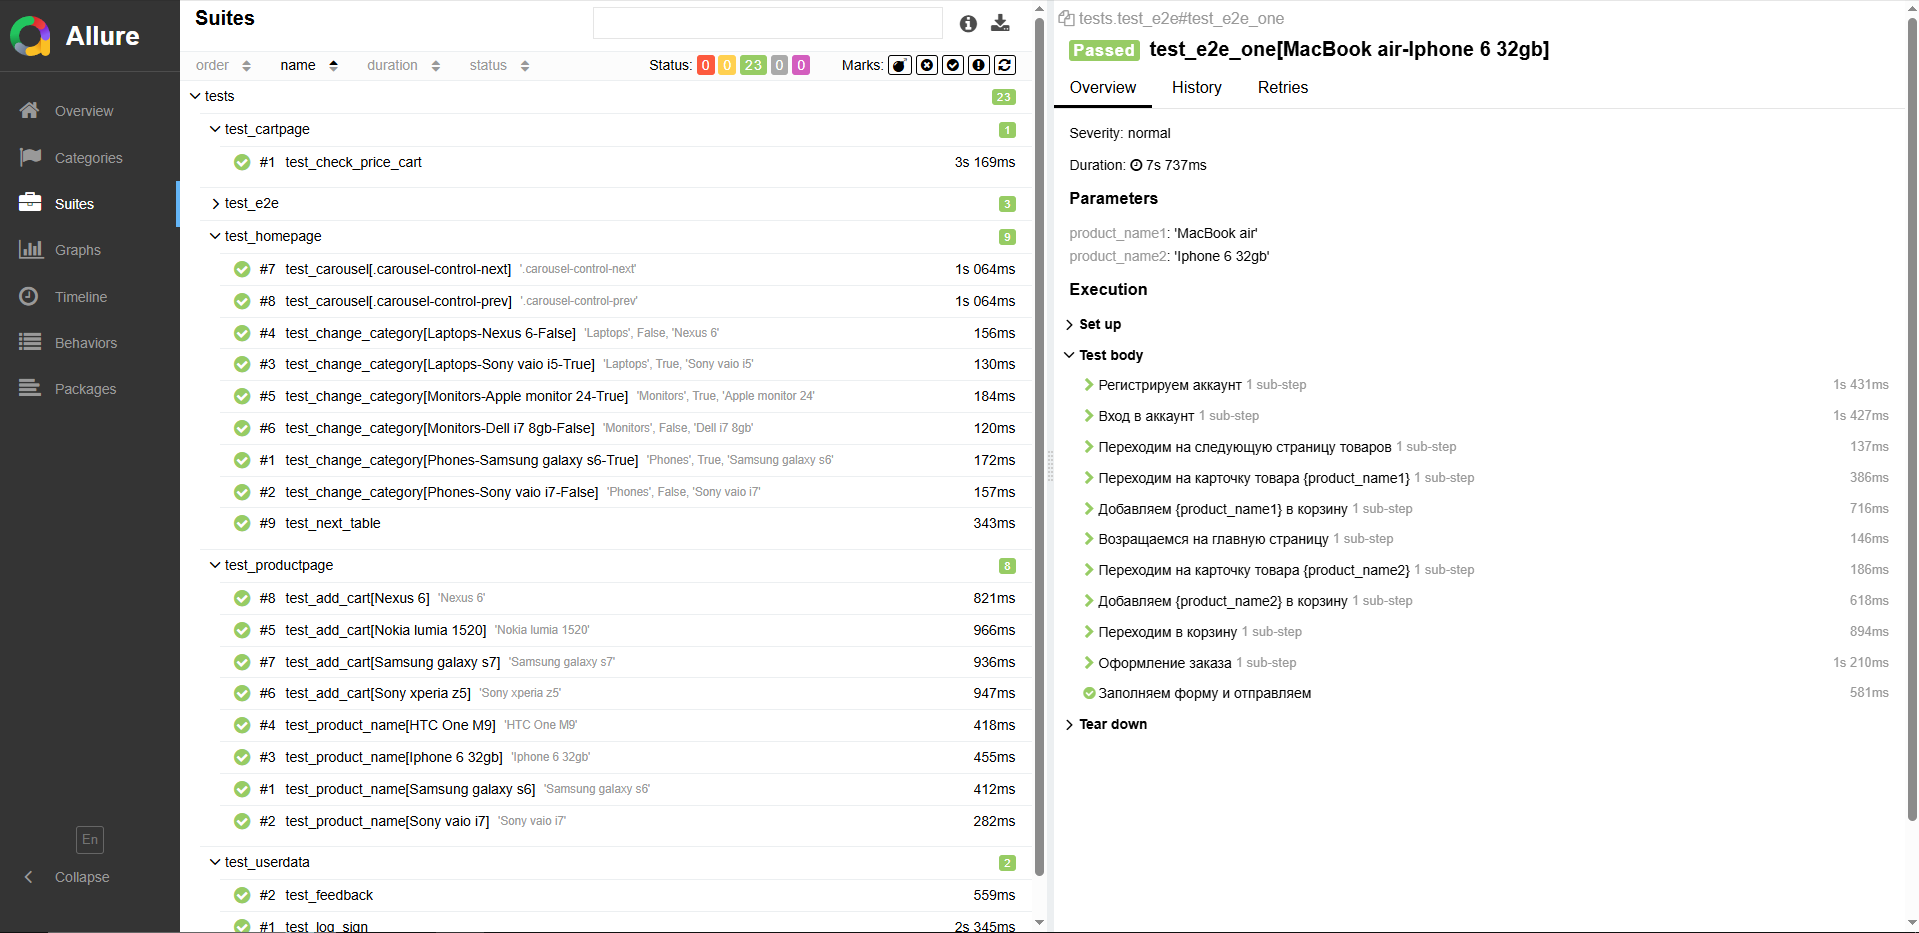 Allure
Overview
Categories
Suites
Graphs
Timeline
Behaviors
Packages
En
Collapse
Suites
order name duration status Status: 0 0 23 0 0 Marks:
tests 23
test_cartpage 1
#1 test_check_price_cart 3s 169ms
test_e2e 3
test_homepage 9
#7 test_carousel[.carousel-control-next] '.carousel-control-next' 1s 064ms
#8 test_carousel[.carousel-control-prev] '.carousel-control-prev' 1s 064ms
#4 test_change_category[Laptops-Nexus 6-False] 'Laptops', False, 'Nexus 6' 156ms
#3 test_change_category[Laptops-Sony vaio i5-True] 'Laptops', True, 'Sony vaio i5' 130ms
#5 test_change_category[Monitors-Apple monitor 24-True] 'Monitors', True, 'Apple monitor 24' 184ms
#6 test_change_category[Monitors-Dell i7 8gb-False] 'Monitors', False, 'Dell i7 8gb' 120ms
#1 test_change_category[Phones-Samsung galaxy s6-True] 'Phones', True, 'Samsung galaxy s6' 172ms
#2 test_change_category[Phones-Sony vaio i7-False] 'Phones', False, 'Sony vaio i7' 157ms
#9 test_next_table 343ms
test_productpage 8
#8 test_add_cart[Nexus 6] 'Nexus 6' 821ms
#5 test_add_cart[Nokia lumia 1520] 'Nokia lumia 1520' 966ms
#7 test_add_cart[Samsung galaxy s7] 'Samsung galaxy s7' 936ms
#6 test_add_cart[Sony xperia z5] 'Sony xperia z5' 947ms
#4 test_product_name[HTC One M9] 'HTC One M9' 418ms
#3 test_product_name[Iphone 6 32gb] 'Iphone 6 32gb' 455ms
#1 test_product_name[Samsung galaxy s6] 'Samsung galaxy s6' 412ms
#2 test_product_name[Sony vaio i7] 'Sony vaio i7' 282ms
test_userdata 2
#2 test_feedback 559ms
#1 test_log_sign 2s 345ms
tests.test_e2e#test_e2e_one
Passed test_e2e_one[MacBook air-Iphone 6 32gb]
Overview History Retries
Severity: normal
Duration: 7s 737ms
Parameters
product_name1: 'MacBook air'
product_name2: 'Iphone 6 32gb'
Execution
Set up
Test body
Регистрируем аккаунт 1 sub-step 1s 431ms
Вход в аккаунт 1 sub-step 1s 427ms
Переходим на следующую страницу товаров 1 sub-step 137ms
Переходим на карточку товара {product_name1} 1 sub-step 386ms
Добавляем {product_name1} в корзину 1 sub-step 716ms
Возращаемся на главную страницу 1 sub-step 146ms
Переходим на карточку товара {product_name2} 1 sub-step 186ms
Добавляем {product_name2} в корзину 1 sub-step 618ms
Переходим в корзину 1 sub-step 894ms
Оформление заказа 1 sub-step 1s 210ms
Заполняем форму и отправляем 581ms
Tear down